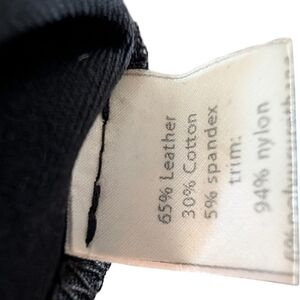 65% Leather
30% Cotton
5% spandex
trim:
94% nylon